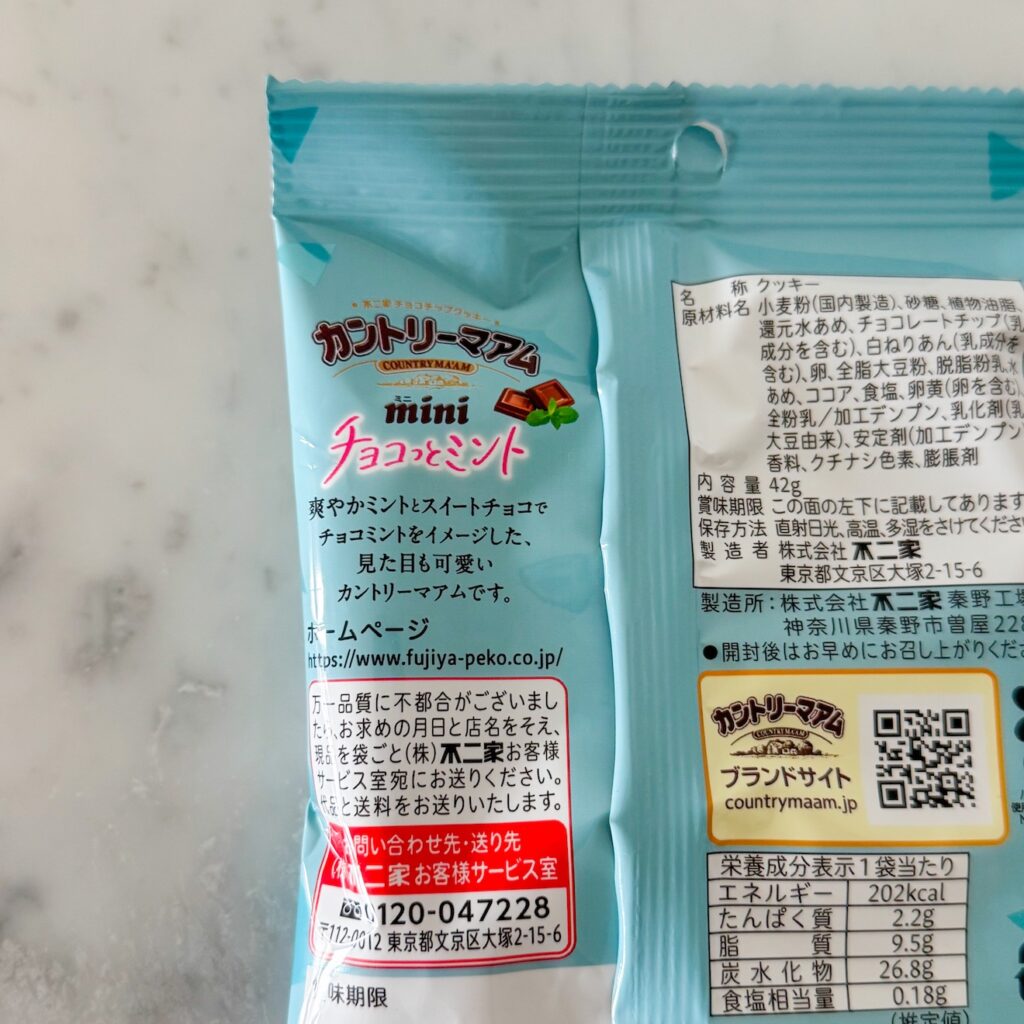 不二家 チョコチップクッキー
カントリーマアム
COUNTRY MA'AM
ミニ
mini
チョコっとミント
爽やかミントとスイートチョコで
チョコミントをイメージした、
見た目も可愛い
カントリーマアムです。
ホームページ
https://www.fujiya-peko.co.jp/
万一品質に不都合がございまし
たら、お求めの月日と店名をそえ、
現品を袋ごと(株)不二家お客様
サービス室宛にお送りください。
代品と送料をお送りいたします。
お問い合わせ先・送り先
(株)不二家お客様サービス室
0120-047228
〒112-0012 東京都文京区大塚2-15-6
賞味期限
名 称 クッキー
原材料名 小麦粉(国内製造)、砂糖、植物油脂、
還元水あめ、チョコレートチップ(乳
成分を含む)、白ねりあん(乳成分を
含む)、卵、全脂大豆粉、脱脂粉乳、水
あめ、ココア、食塩、卵黄(卵を含む)、
全粉乳/加工デンプン、乳化剤(乳
大豆由来)、安定剤(加工デンプン
香料、クチナシ色素、膨脹剤
内容量 42g
賞味期限 この面の左下に記載してあります
保存方法 直射日光、高温、多湿をさけてくださ
製造者 株式会社 不二家
東京都文京区大塚2-15-6
製造所:株式会社 不二家 秦野工場
神奈川県秦野市曽屋228
●開封後はお早めにお召し上がりくださ
カントリーマアム
COUNTRY MA'AM
ブランドサイト
countrymaam.jp
栄養成分表示1袋当たり
エネルギー 202kcal
たんぱく質 2.2g
脂質 9.5g
炭水化物 26.8g
食塩相当量 0.18g
(推定値)